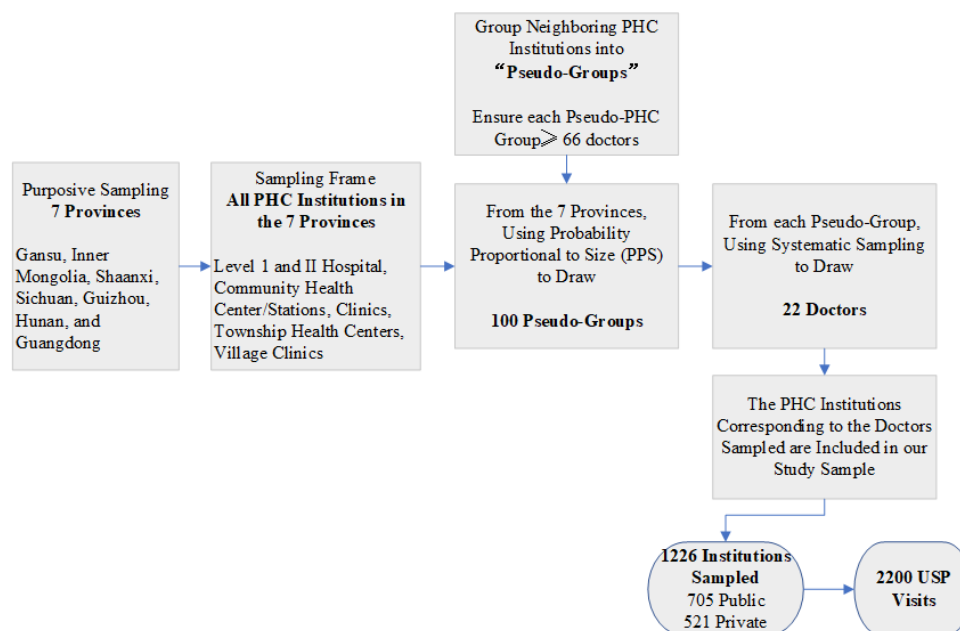 Group Neighboring PHC
Institutions into
“Pseudo-Groups”
Ensure each Pseudo-PHC
Group⩾ 66 doctors
Purposive Sampling
7 Provinces
Gansu, Inner
Mongolia, Shaanxi,
Sichuan, Guizhou,
Hunan, and
Guangdong
Sampling Frame
All PHC Institutions in
the 7 Provinces
Level 1 and II Hospital,
Community Health
Center/Stations, Clinics,
Township Health Centers,
Village Clinics
From the 7 Provinces,
Using Probability
Proportional to Size (PPS)
to Draw
100 Pseudo-Groups
From each Pseudo-Group,
Using Systematic Sampling
to Draw
22 Doctors
The PHC Institutions
Corresponding to the Doctors
Sampled are Included in our
Study Sample
1226 Institutions
Sampled
705 Public
521 Private
2200 USP
Visits